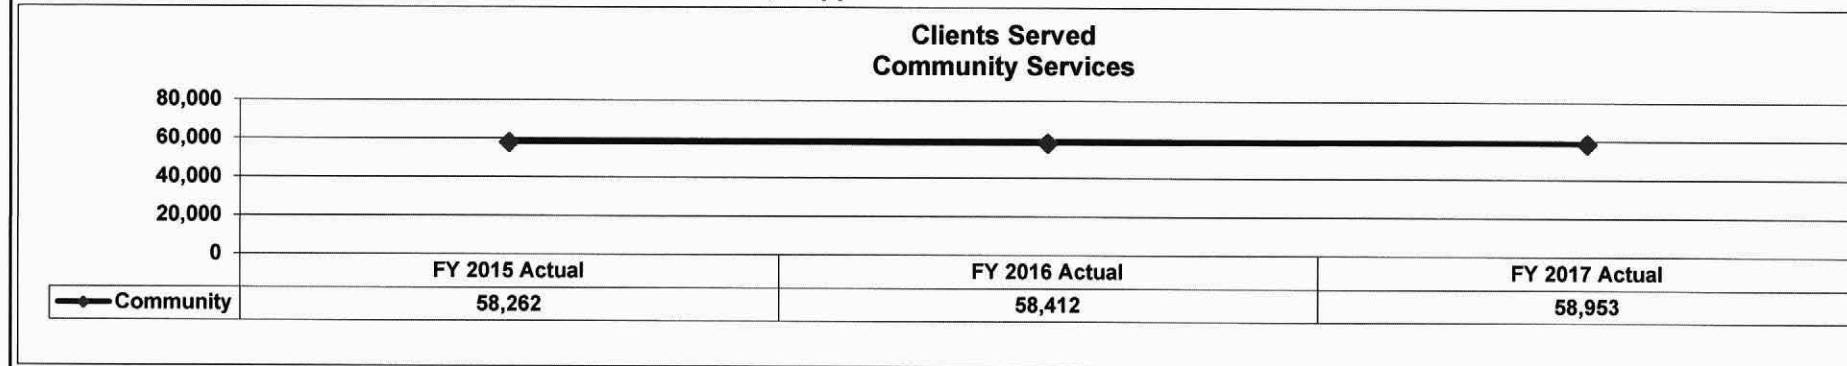 Clients Served
Community Services
80,000
60,000
40,000
20,000
0
FY 2015 Actual FY 2016 Actual FY 2017 Actual
Community 58,262 58,412 58,953